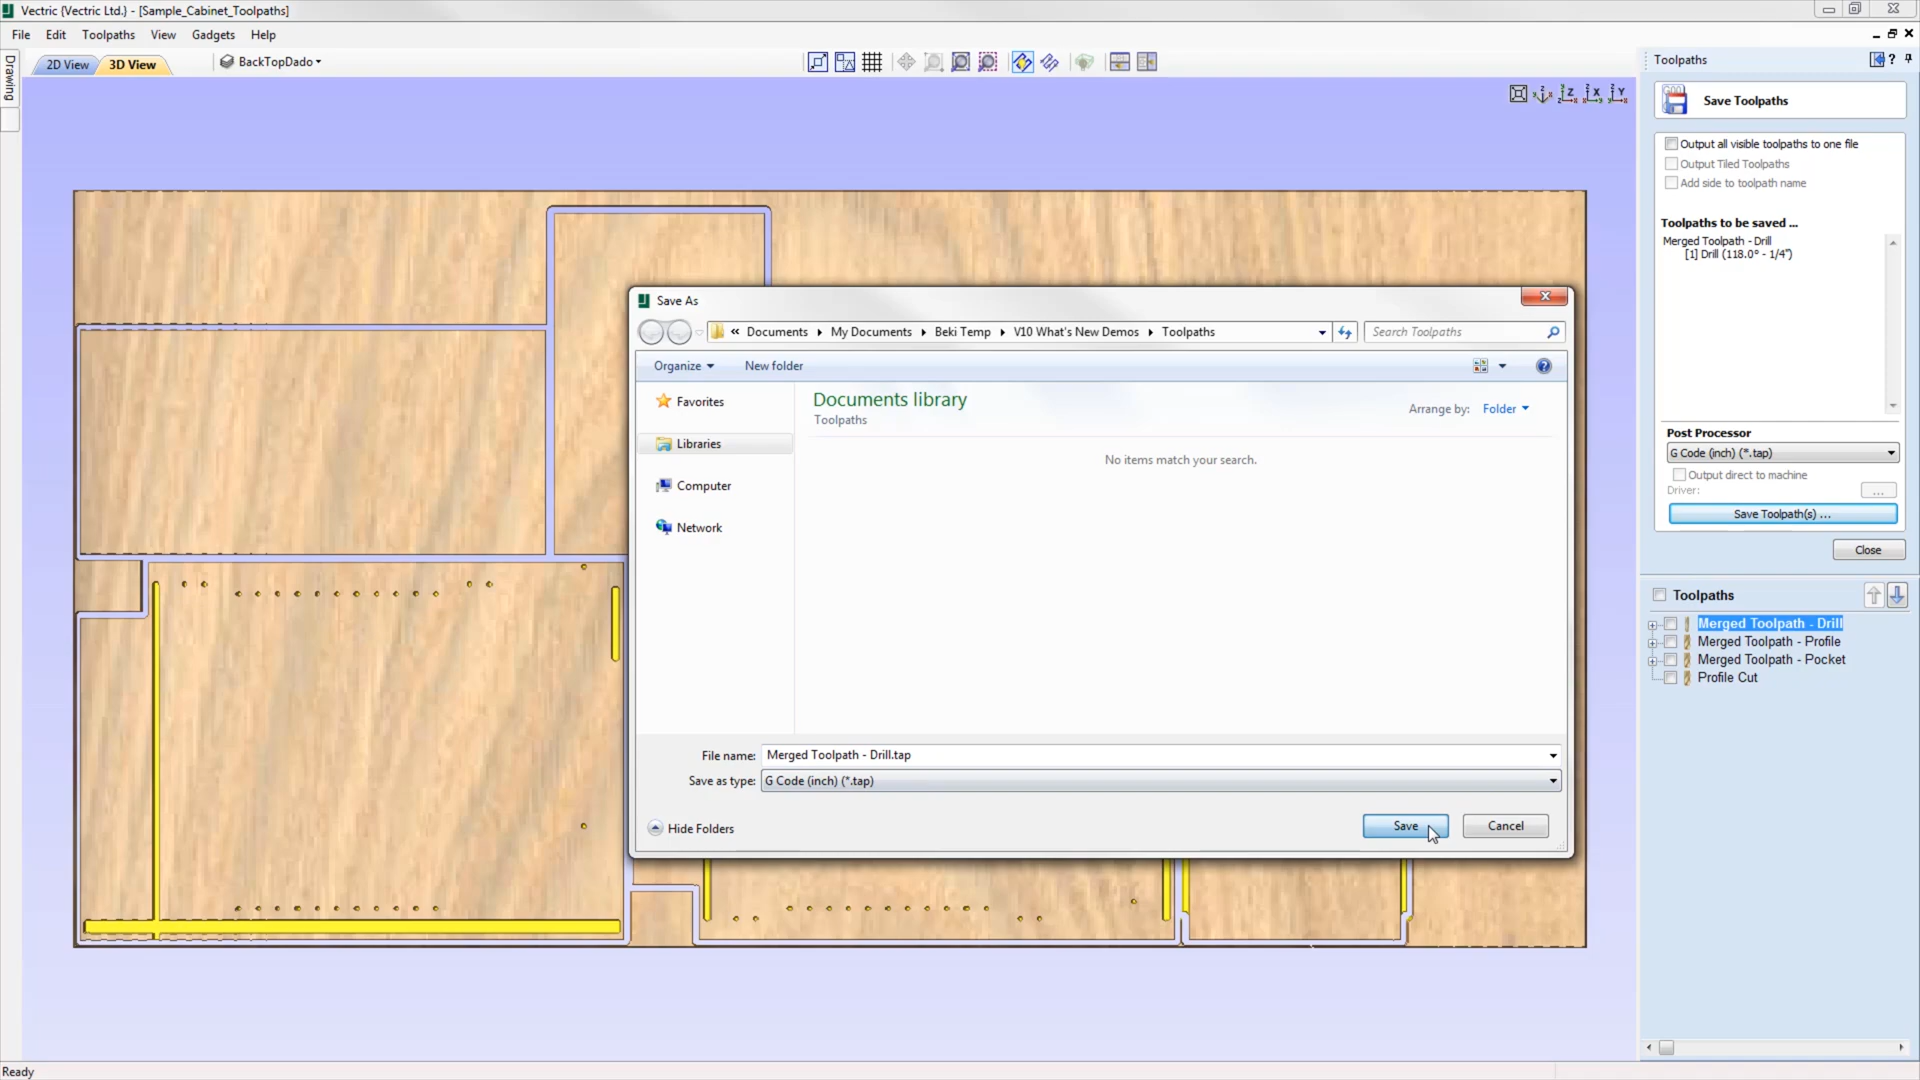 Vectric {Vectric Ltd.} - [Sample_Cabinet_Toolpaths]
File Edit Toolpaths View Gadgets Help
Drawing
2D View 3D View BackTopDado
Toolpaths
Save Toolpaths
Output all visible toolpaths to one file
Output Tiled Toolpaths
Add side to toolpath name
Toolpaths to be saved ...
Merged Toolpath - Drill
[1] Drill (118.0° - 1/4")
Post Processor
G Code (inch) (*.tap)
Output direct to machine
Driver:
...
Save Toolpath(s) ...
Close
Toolpaths
Merged Toolpath - Drill
Merged Toolpath - Profile
Merged Toolpath - Pocket
Profile Cut
Save As
« Documents My Documents Beki Temp V10 What's New Demos Toolpaths
Search Toolpaths
Organize New folder
Favorites
Libraries
Computer
Network
Documents library
Toolpaths
Arrange by: Folder
No items match your search.
File name: Merged Toolpath - Drill.tap
Save as type: G Code (inch) (*.tap)
Hide Folders
Save
Cancel
Ready